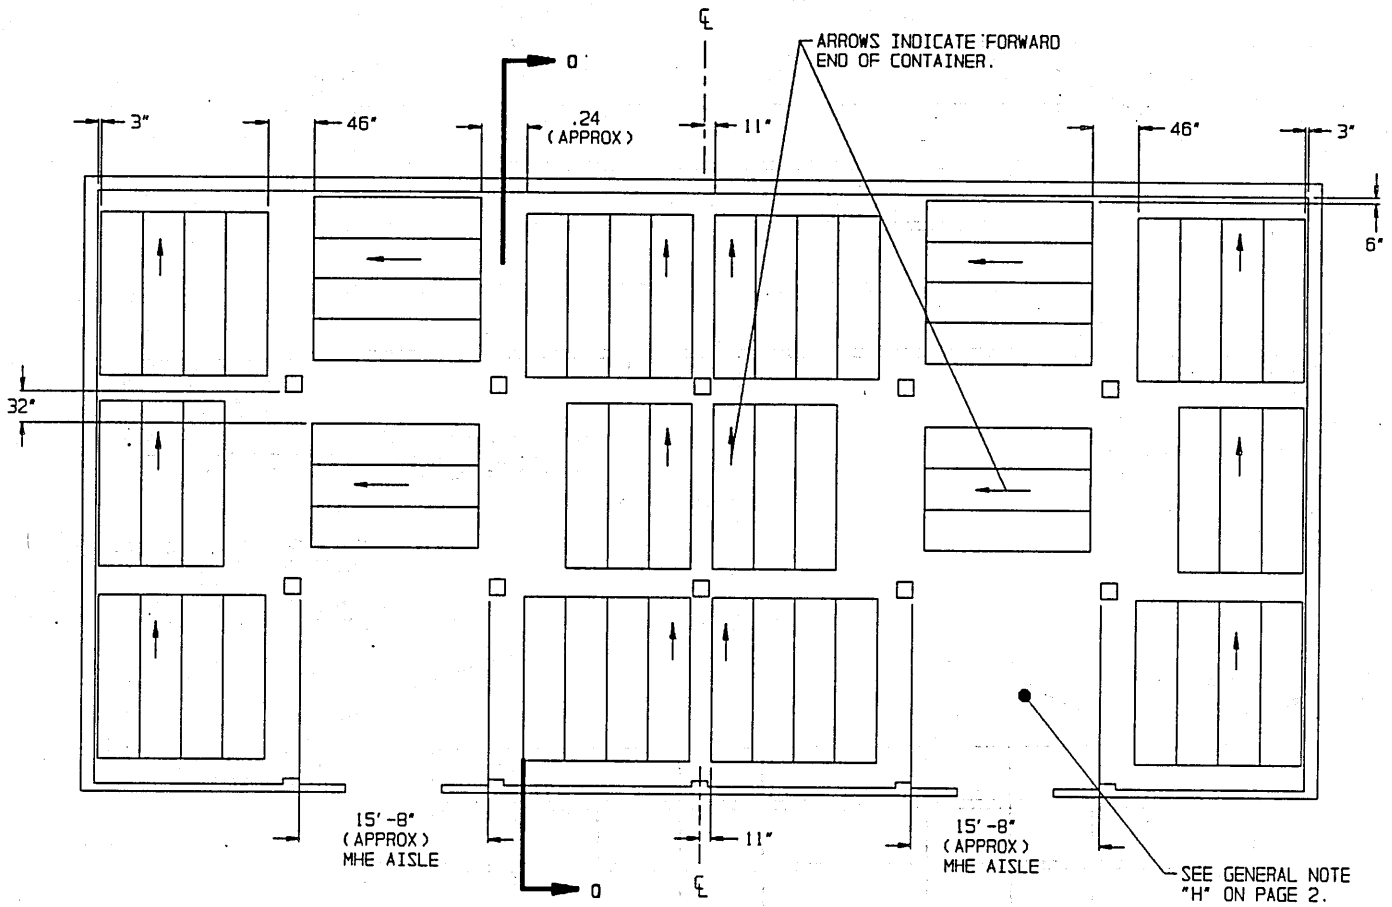 ℄
ARROWS INDICATE FORWARD
END OF CONTAINER.
D
3"
46"
.24
(APPROX)
11"
46"
3"
6"
32"
15'-8"
(APPROX)
MHE AISLE
11"
15'-8"
(APPROX)
MHE AISLE
D
℄
SEE GENERAL NOTE
"H" ON PAGE 2.